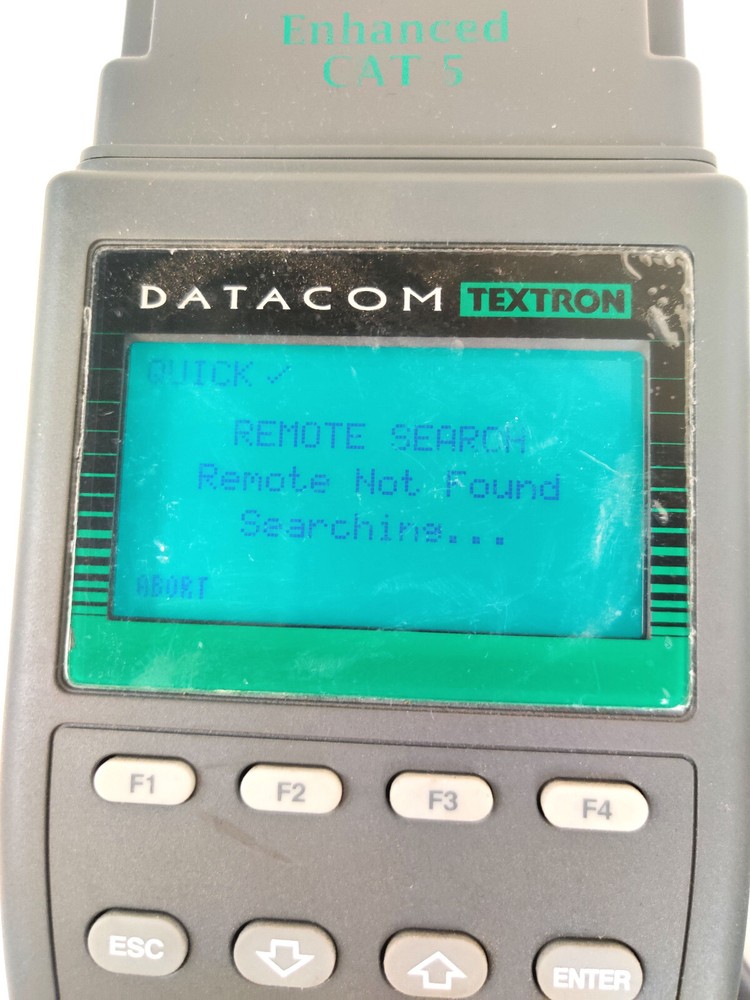 Enhanced
CAT 5
DATACOM TEXTRON
QUICK ✓
REMOTE SEARCH
Remote Not Found
Searching...
ABORT
F1 F2 F3 F4
ESC ENTER